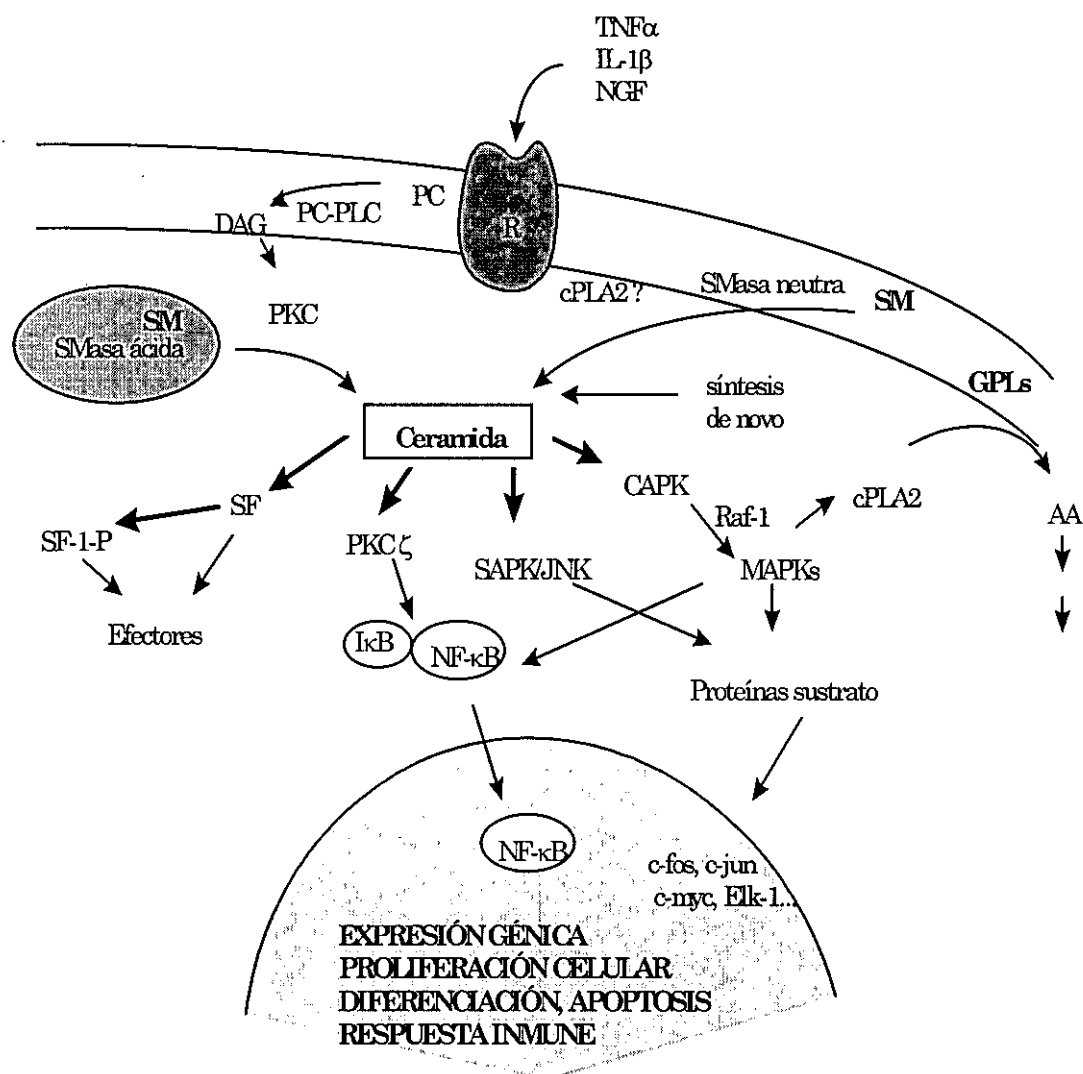 TNFα
IL-1β
NGF
PC
PC-PLC
DAG
R
PKC
cPLA2 ?
SMasa neutra
SM
SM
SMasa ácida
GPLs
síntesis
de novo
Ceramida
CAPK
Raf-1
cPLA2
AA
SF
SF-1-P
PKC ζ
SAPK/JNK
MAPKs
Efectores
IκB
NF-κB
Proteínas sustrato
NF-κB
c-fos, c-jun
c-myc, Elk-1...
EXPRESIÓN GÉNICA
PROLIFERACIÓN CELULAR
DIFERENCIACIÓN, APOPTOSIS
RESPUESTA INMUNE